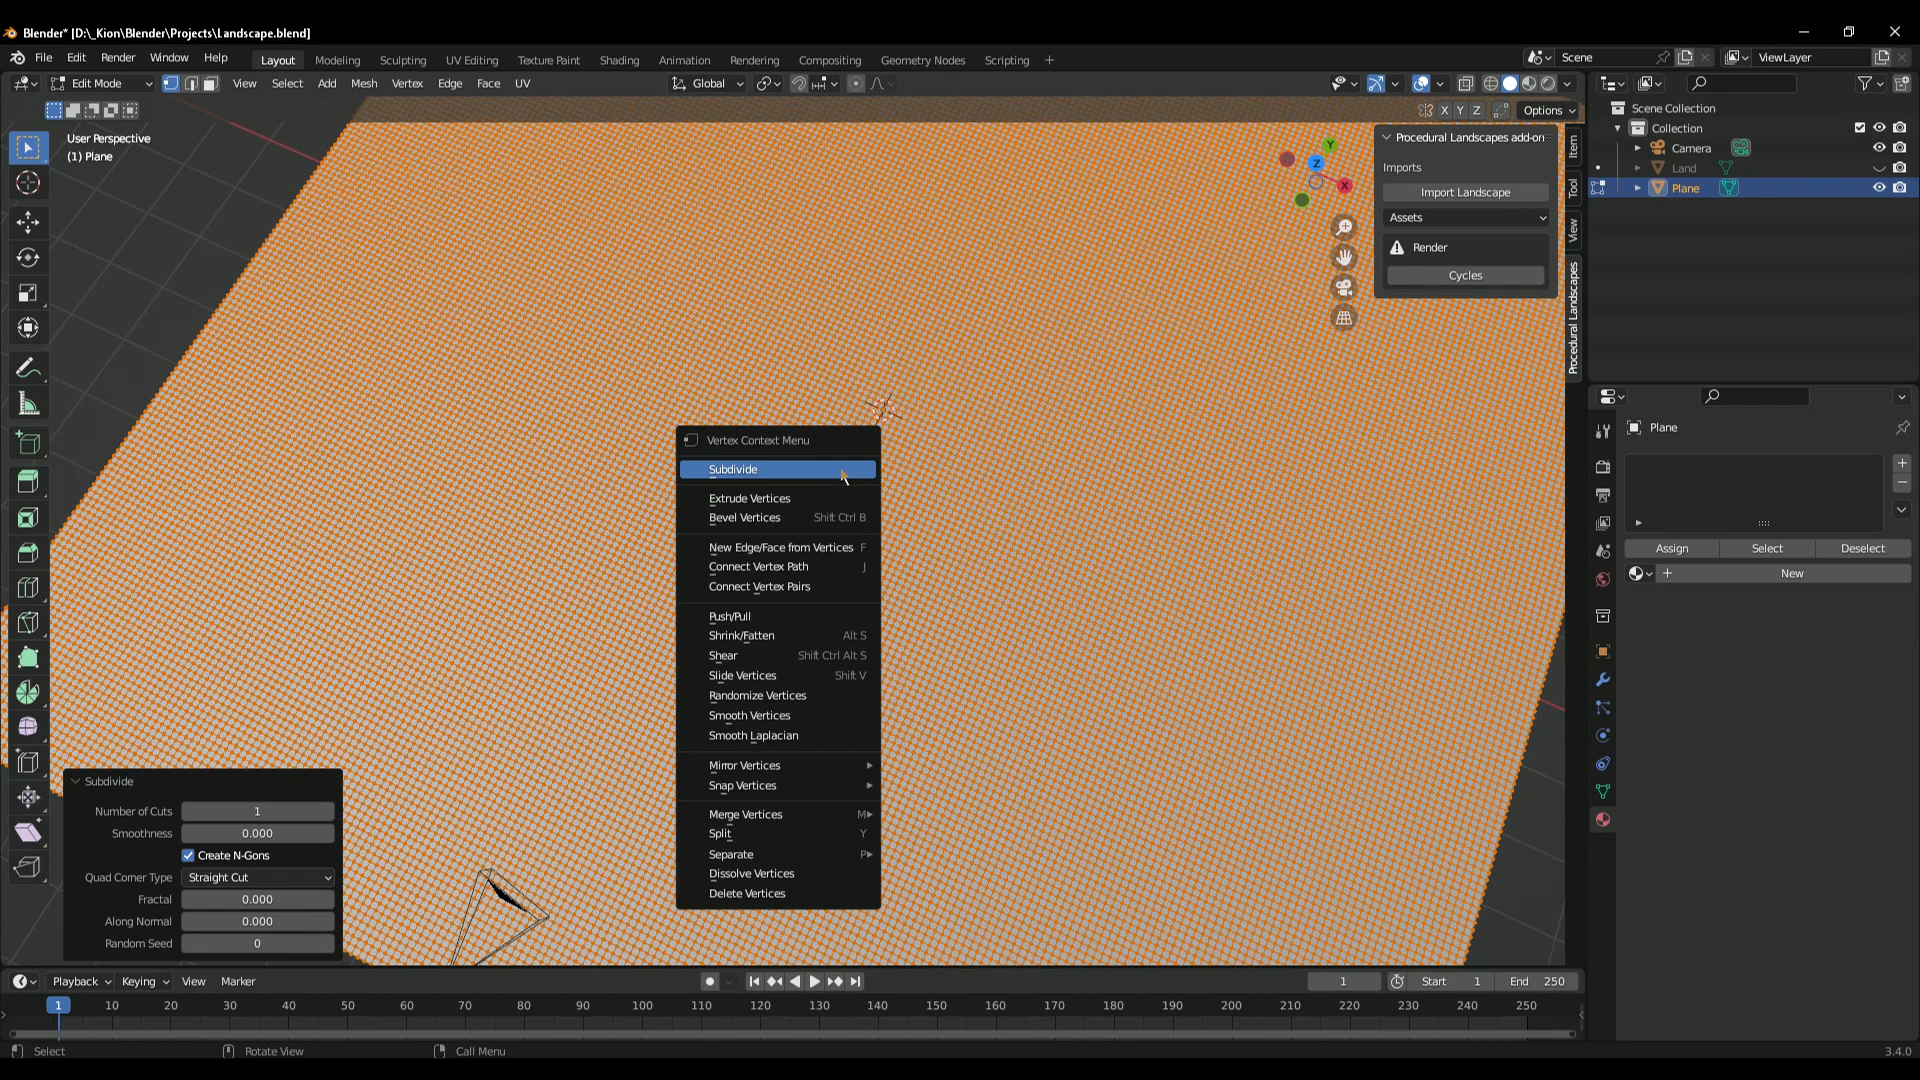 Blender* [D:\_Kion\Blender\Projects\Landscape.blend]
File Edit Render Window Help
Layout Modeling Sculpting UV Editing Texture Paint Shading Animation Rendering Compositing Geometry Nodes Scripting +
Scene
ViewLayer
Edit Mode
View Select Add Mesh Vertex Edge Face UV
Global
X Y Z
Options
User Perspective
(1) Plane
Y
Z
X
Procedural Landscapes add-on
Imports
Import Landscape
Assets
Render
Cycles
Item
Tool
View
Procedural Landscapes
Scene Collection
Collection
Camera
Land
Plane
Plane
Assign Select Deselect
New
Vertex Context Menu
Subdivide
Extrude Vertices
Bevel Vertices Shift Ctrl B
New Edge/Face from Vertices F
Connect Vertex Path J
Connect Vertex Pairs
Push/Pull
Shrink/Fatten Alt S
Shear Shift Ctrl Alt S
Slide Vertices Shift V
Randomize Vertices
Smooth Vertices
Smooth Laplacian
Mirror Vertices
Snap Vertices
Merge Vertices M
Split Y
Separate P
Dissolve Vertices
Delete Vertices
Subdivide
Number of Cuts 1
Smoothness 0.000
Create N-Gons
Quad Corner Type Straight Cut
Fractal 0.000
Along Normal 0.000
Random Seed 0
Playback Keying View Marker
1 Start 1 End 250
1 10 20 30 40 50 60 70 80 90 100 110 120 130 140 150 160 170 180 190 200 210 220 230 240 250
Select Rotate View Call Menu
3.4.0